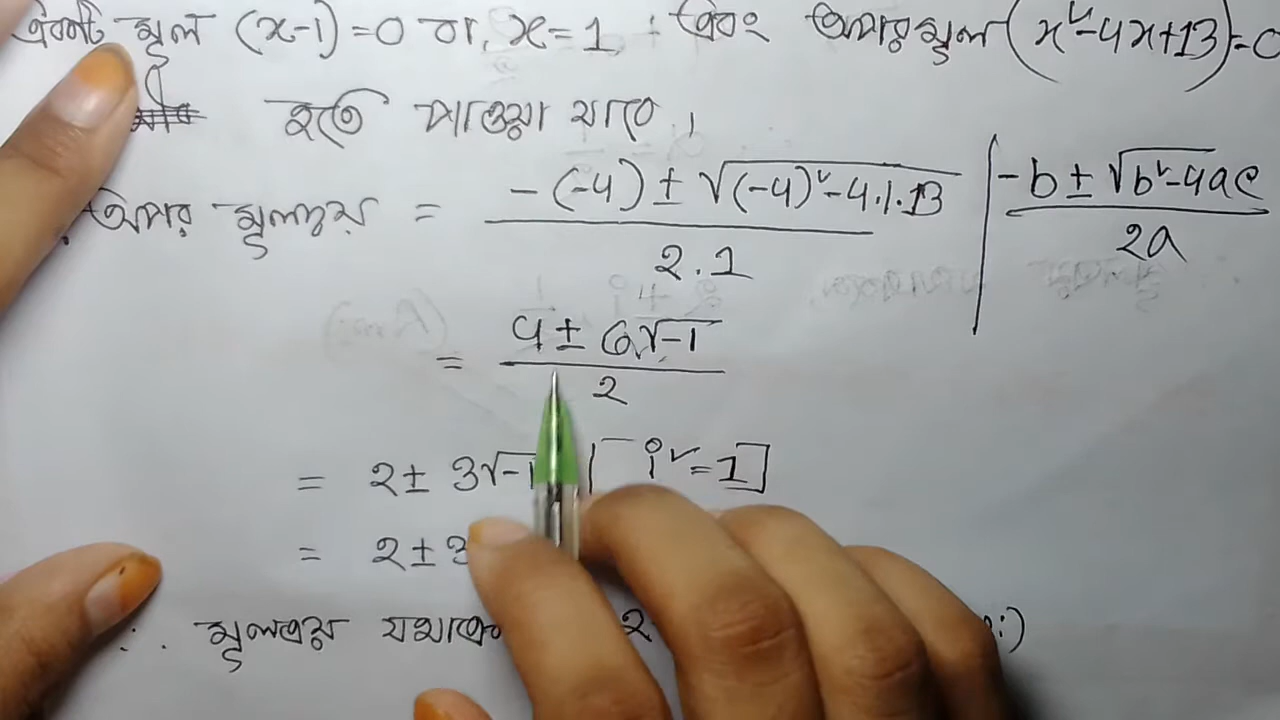 একটি মূল (x-1)=0 বা, x=1, এবং অপর মূল (x²-4x+13)=0
হতে পাওয়া যাবে।
অপর মূলদ্বয় = -(-4) ± √(-4)²-4.1.13 / 2.1 | -b ± √b²-4ac / 2a
= 4 ± 6√-1 / 2
= 2 ± 3√-1 [i²=1]
= 2 ± 3
∴ মূলত্রয় 2